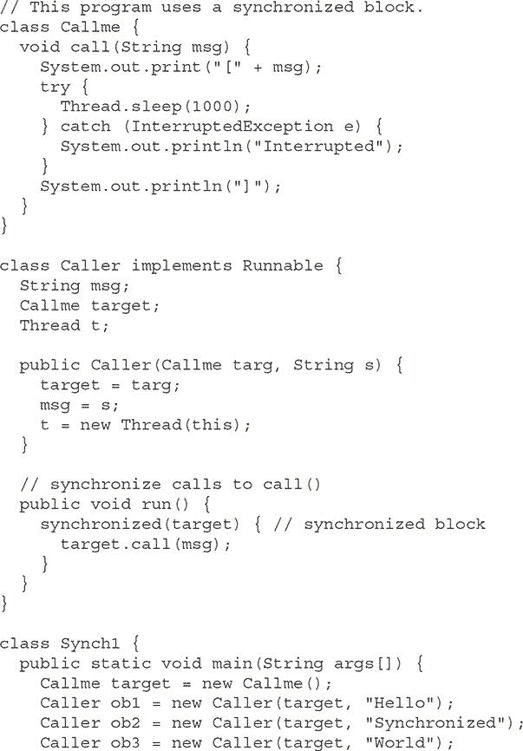 // This program uses a synchronized block.
class Callme {
  void call(String msg) {
    System.out.print("[" + msg);
    try {
      Thread.sleep(1000);
    } catch (InterruptedException e) {
      System.out.println("Interrupted");
    }
    System.out.println("]");
  }
}

class Caller implements Runnable {
  String msg;
  Callme target;
  Thread t;

  public Caller(Callme targ, String s) {
    target = targ;
    msg = s;
    t = new Thread(this);
  }

  // synchronize calls to call()
  public void run() {
    synchronized(target) { // synchronized block
      target.call(msg);
    }
  }
}

class Synch1 {
  public static void main(String args[]) {
    Callme target = new Callme();
    Caller ob1 = new Caller(target, "Hello");
    Caller ob2 = new Caller(target, "Synchronized");
    Caller ob3 = new Caller(target, "World");